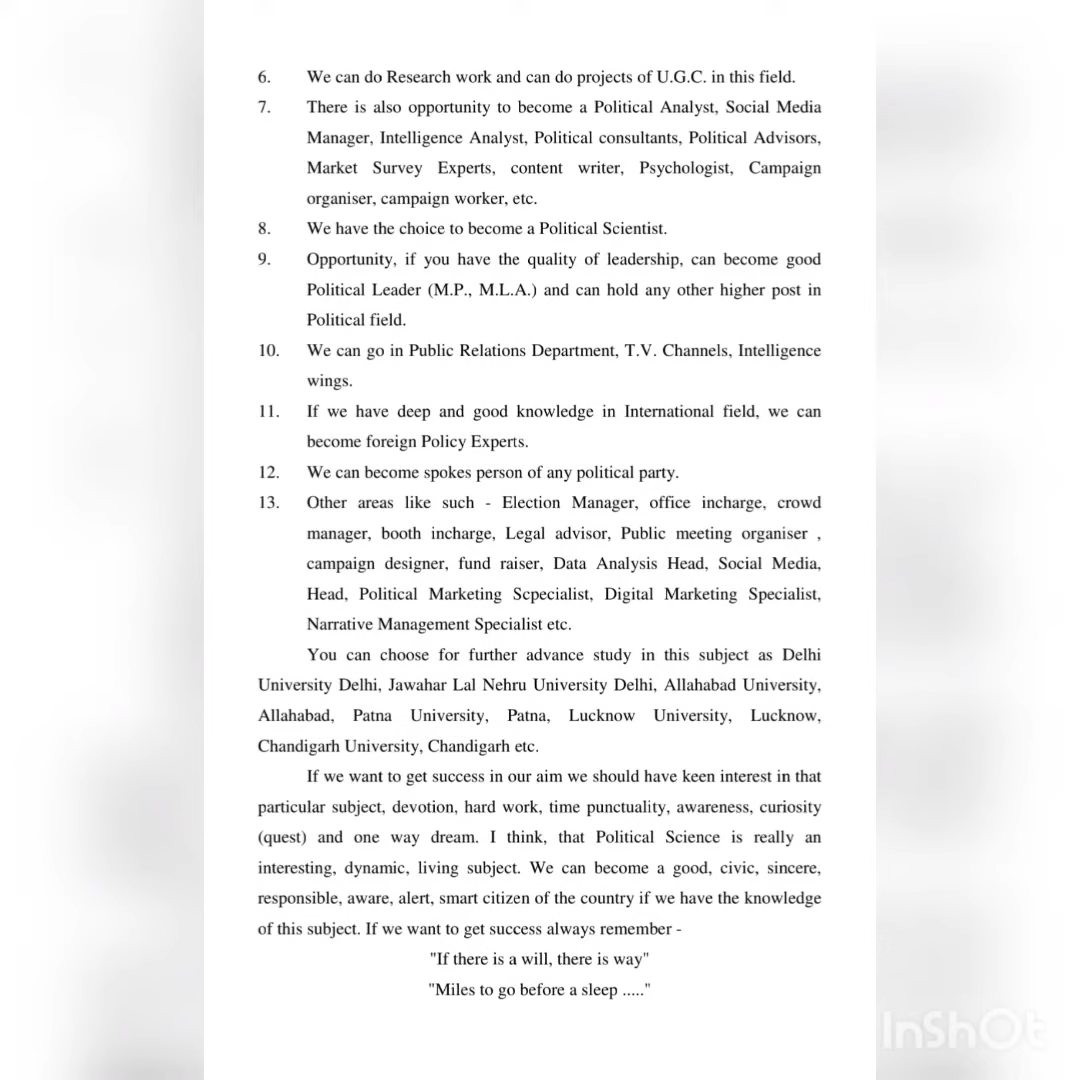 6. We can do Research work and can do projects of U.G.C. in this field.
7. There is also opportunity to become a Political Analyst, Social Media
Manager, Intelligence Analyst, Political consultants, Political Advisors,
Market Survey Experts, content writer, Psychologist, Campaign
organiser, campaign worker, etc.
8. We have the choice to become a Political Scientist.
9. Opportunity, if you have the quality of leadership, can become good
Political Leader (M.P., M.L.A.) and can hold any other higher post in
Political field.
10. We can go in Public Relations Department, T.V. Channels, Intelligence
wings.
11. If we have deep and good knowledge in International field, we can
become foreign Policy Experts.
12. We can become spokes person of any political party.
13. Other areas like such - Election Manager, office incharge, crowd
manager, booth incharge, Legal advisor, Public meeting organiser ,
campaign designer, fund raiser, Data Analysis Head, Social Media,
Head, Political Marketing Scpecialist, Digital Marketing Specialist,
Narrative Management Specialist etc.
You can choose for further advance study in this subject as Delhi
University Delhi, Jawahar Lal Nehru University Delhi, Allahabad University,
Allahabad, Patna University, Patna, Lucknow University, Lucknow,
Chandigarh University, Chandigarh etc.
If we want to get success in our aim we should have keen interest in that
particular subject, devotion, hard work, time punctuality, awareness, curiosity
(quest) and one way dream. I think, that Political Science is really an
interesting, dynamic, living subject. We can become a good, civic, sincere,
responsible, aware, alert, smart citizen of the country if we have the knowledge
of this subject. If we want to get success always remember -
"If there is a will, there is way"
"Miles to go before a sleep ....."
InShOt